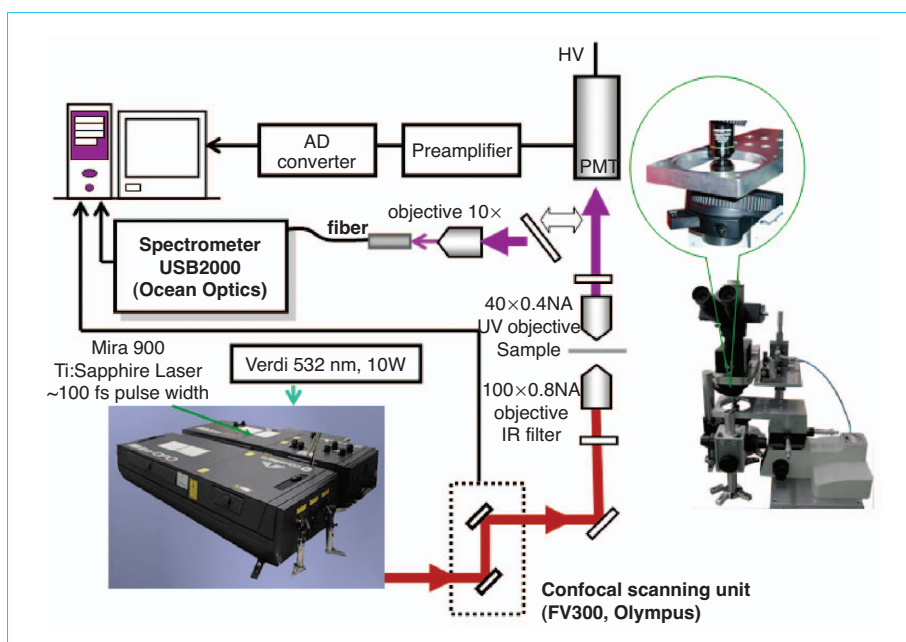 HV
PMT
AD
converter
Preamplifier
objective 10×
fiber
Spectrometer
USB2000
(Ocean Optics)
40×0.4NA
UV objective
Sample
Mira 900
Ti:Sapphire Laser
~100 fs pulse width
Verdi 532 nm, 10W
100×0.8NA
objective
IR filter
Confocal scanning unit
(FV300, Olympus)